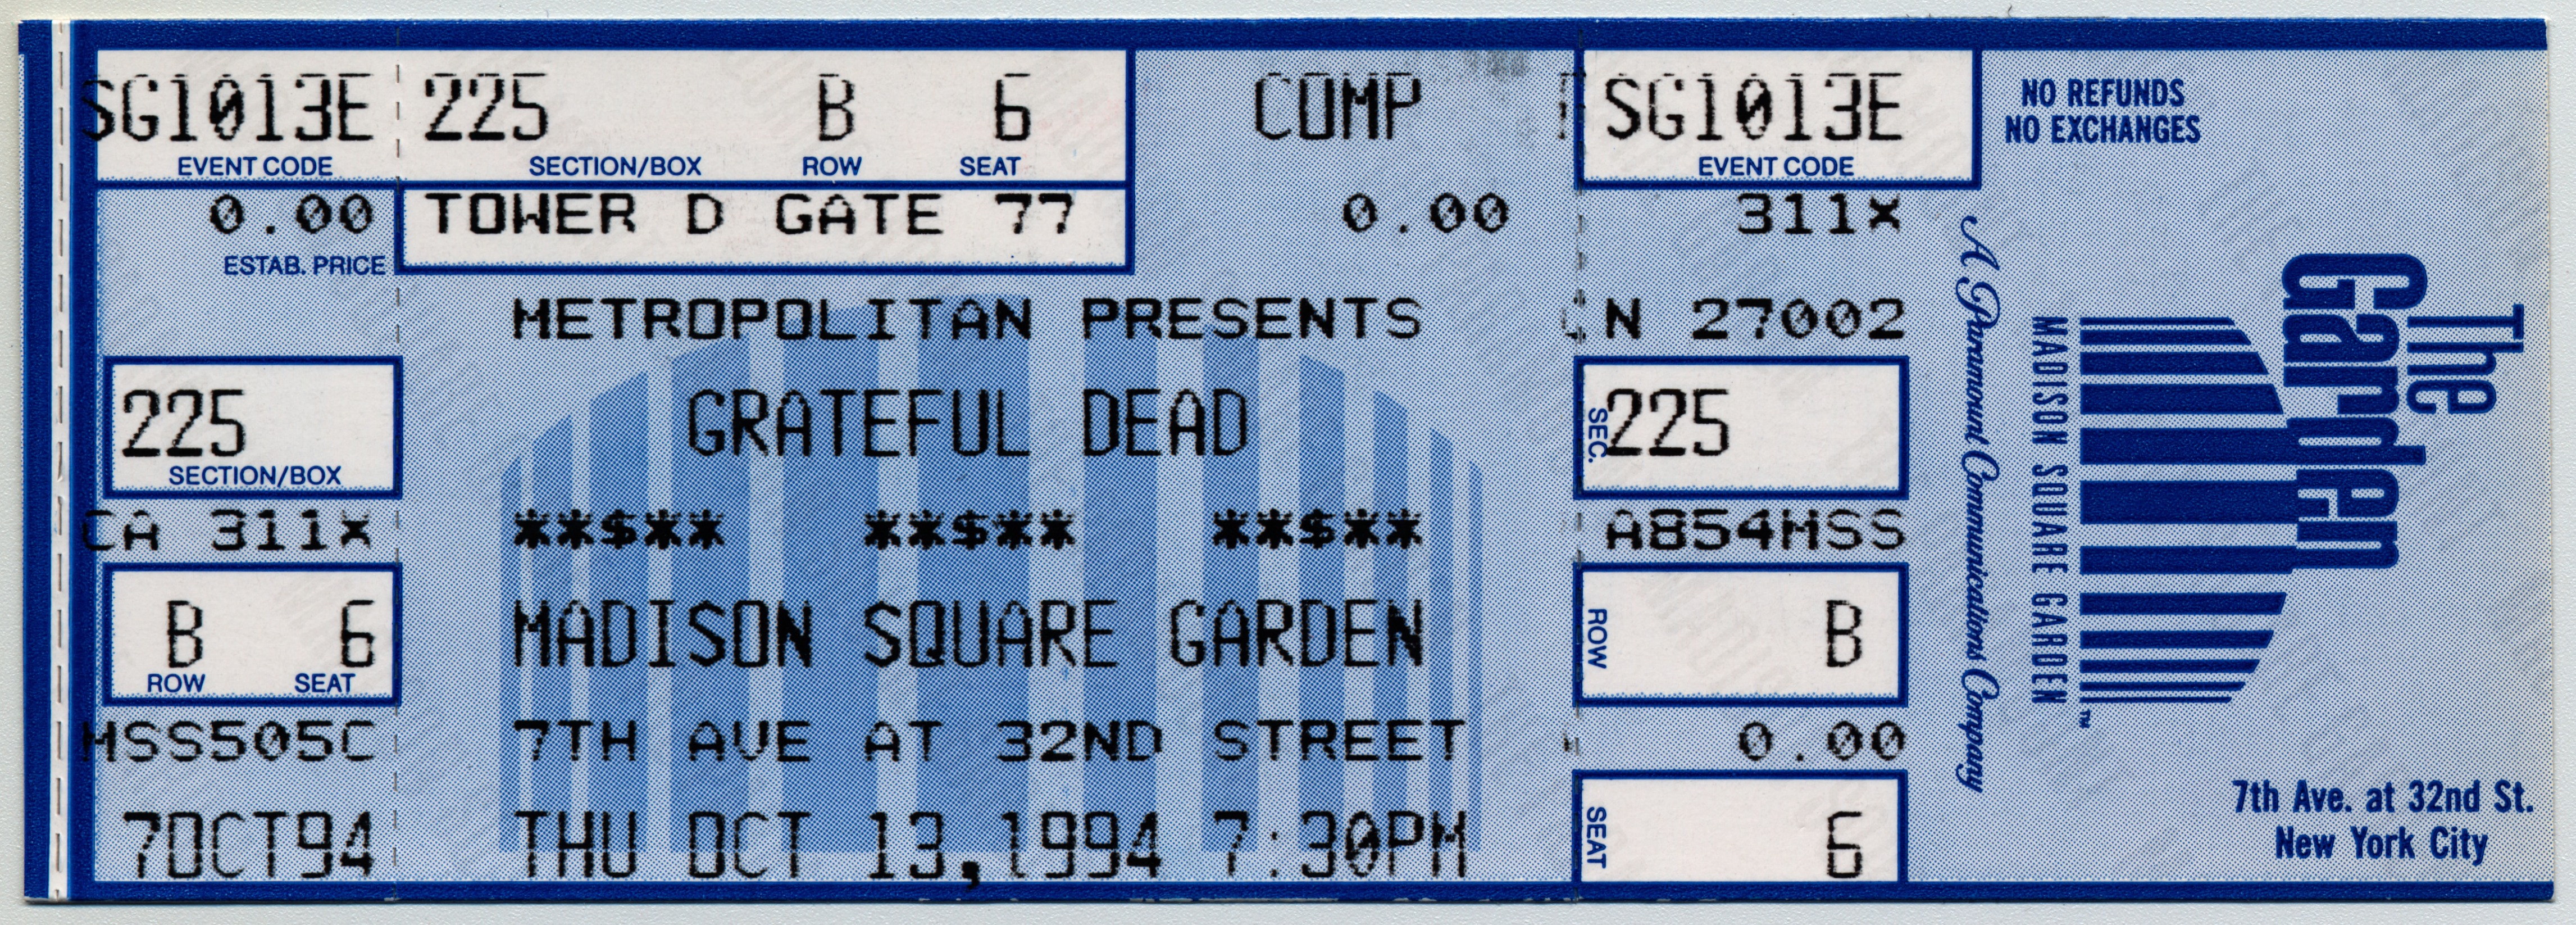 SG1013E
EVENT CODE
0.00
ESTAB. PRICE
225
SECTION/BOX
CA 311X
B 6
ROW SEAT
MSS505C
7OCT94
225 B 6
SECTION/BOX ROW SEAT
TOWER D GATE 77
COMP
0.00
METROPOLITAN PRESENTS
GRATEFUL DEAD
**$** **$** **$**
MADISON SQUARE GARDEN
7TH AVE AT 32ND STREET
THU OCT 13,1994 7:30PM
SG1013E
EVENT CODE
311X
CN 27002
SEC. 225
A854MSS
ROW B
0.00
SEAT 6
NO REFUNDS
NO EXCHANGES
The
Garden
MADISON SQUARE GARDEN
TM
A Paramount Communications Company
7th Ave. at 32nd St.
New York City